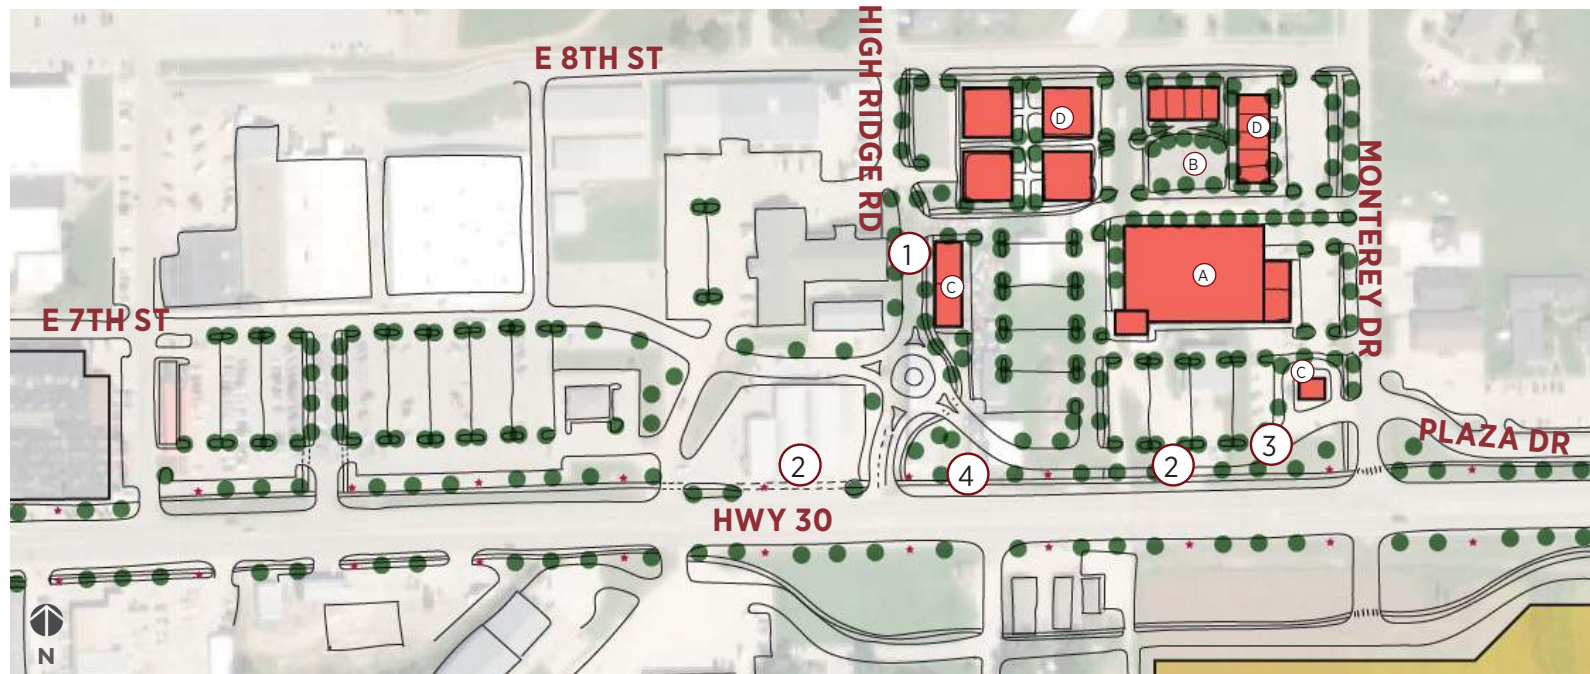 E 8TH ST
HIGH RIDGE RD
D
D
B
MONTEREY DR
1
C
A
E 7TH ST
C
PLAZA DR
3
2
2
4
HWY 30
N